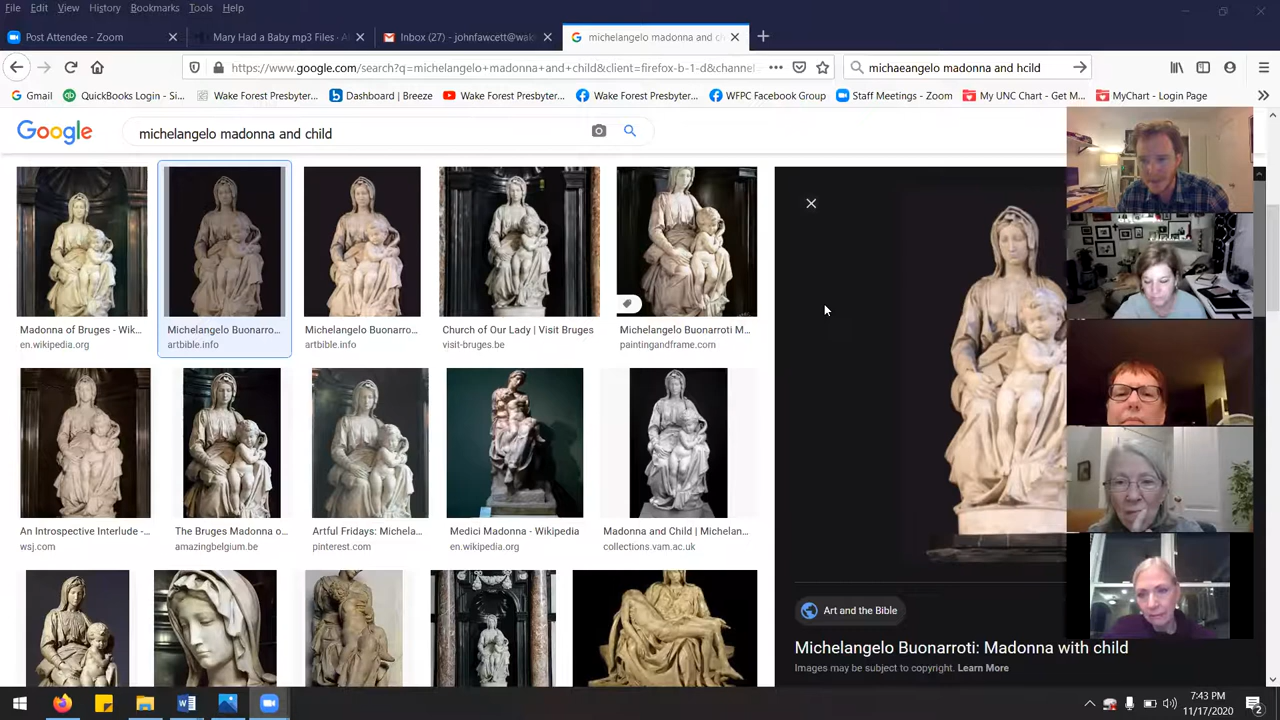 File Edit View History Bookmarks Tools Help
Post Attendee - Zoom
Mary Had a Baby mp3 Files - Al
Inbox (27) - johnfawcett@wak
michelangelo madonna and c
https://www.google.com/search?q=michelangelo+madonna+and+child&client=firefox-b-1-d&channel
michaeangelo madonna and hcild
Gmail
QuickBooks Login - Si...
Wake Forest Presbyter...
Dashboard | Breeze
Wake Forest Presbyter...
Wake Forest Presbyter...
WFPC Facebook Group
Staff Meetings - Zoom
My UNC Chart - Get M...
MyChart - Login Page
Google
michelangelo madonna and child
Madonna of Bruges - Wik...
en.wikipedia.org
Michelangelo Buonarro...
artbible.info
Michelangelo Buonarro...
artbible.info
Church of Our Lady | Visit Bruges
visit-bruges.be
Michelangelo Buonarroti M...
paintingandframe.com
An Introspective Interlude -...
wsj.com
The Bruges Madonna o...
amazingbelgium.be
Artful Fridays: Michela...
pinterest.com
Medici Madonna - Wikipedia
en.wikipedia.org
Madonna and Child | Michelan...
collections.vam.ac.uk
Art and the Bible
Michelangelo Buonarroti: Madonna with child
Images may be subject to copyright. Learn More
7:43 PM
11/17/2020
2